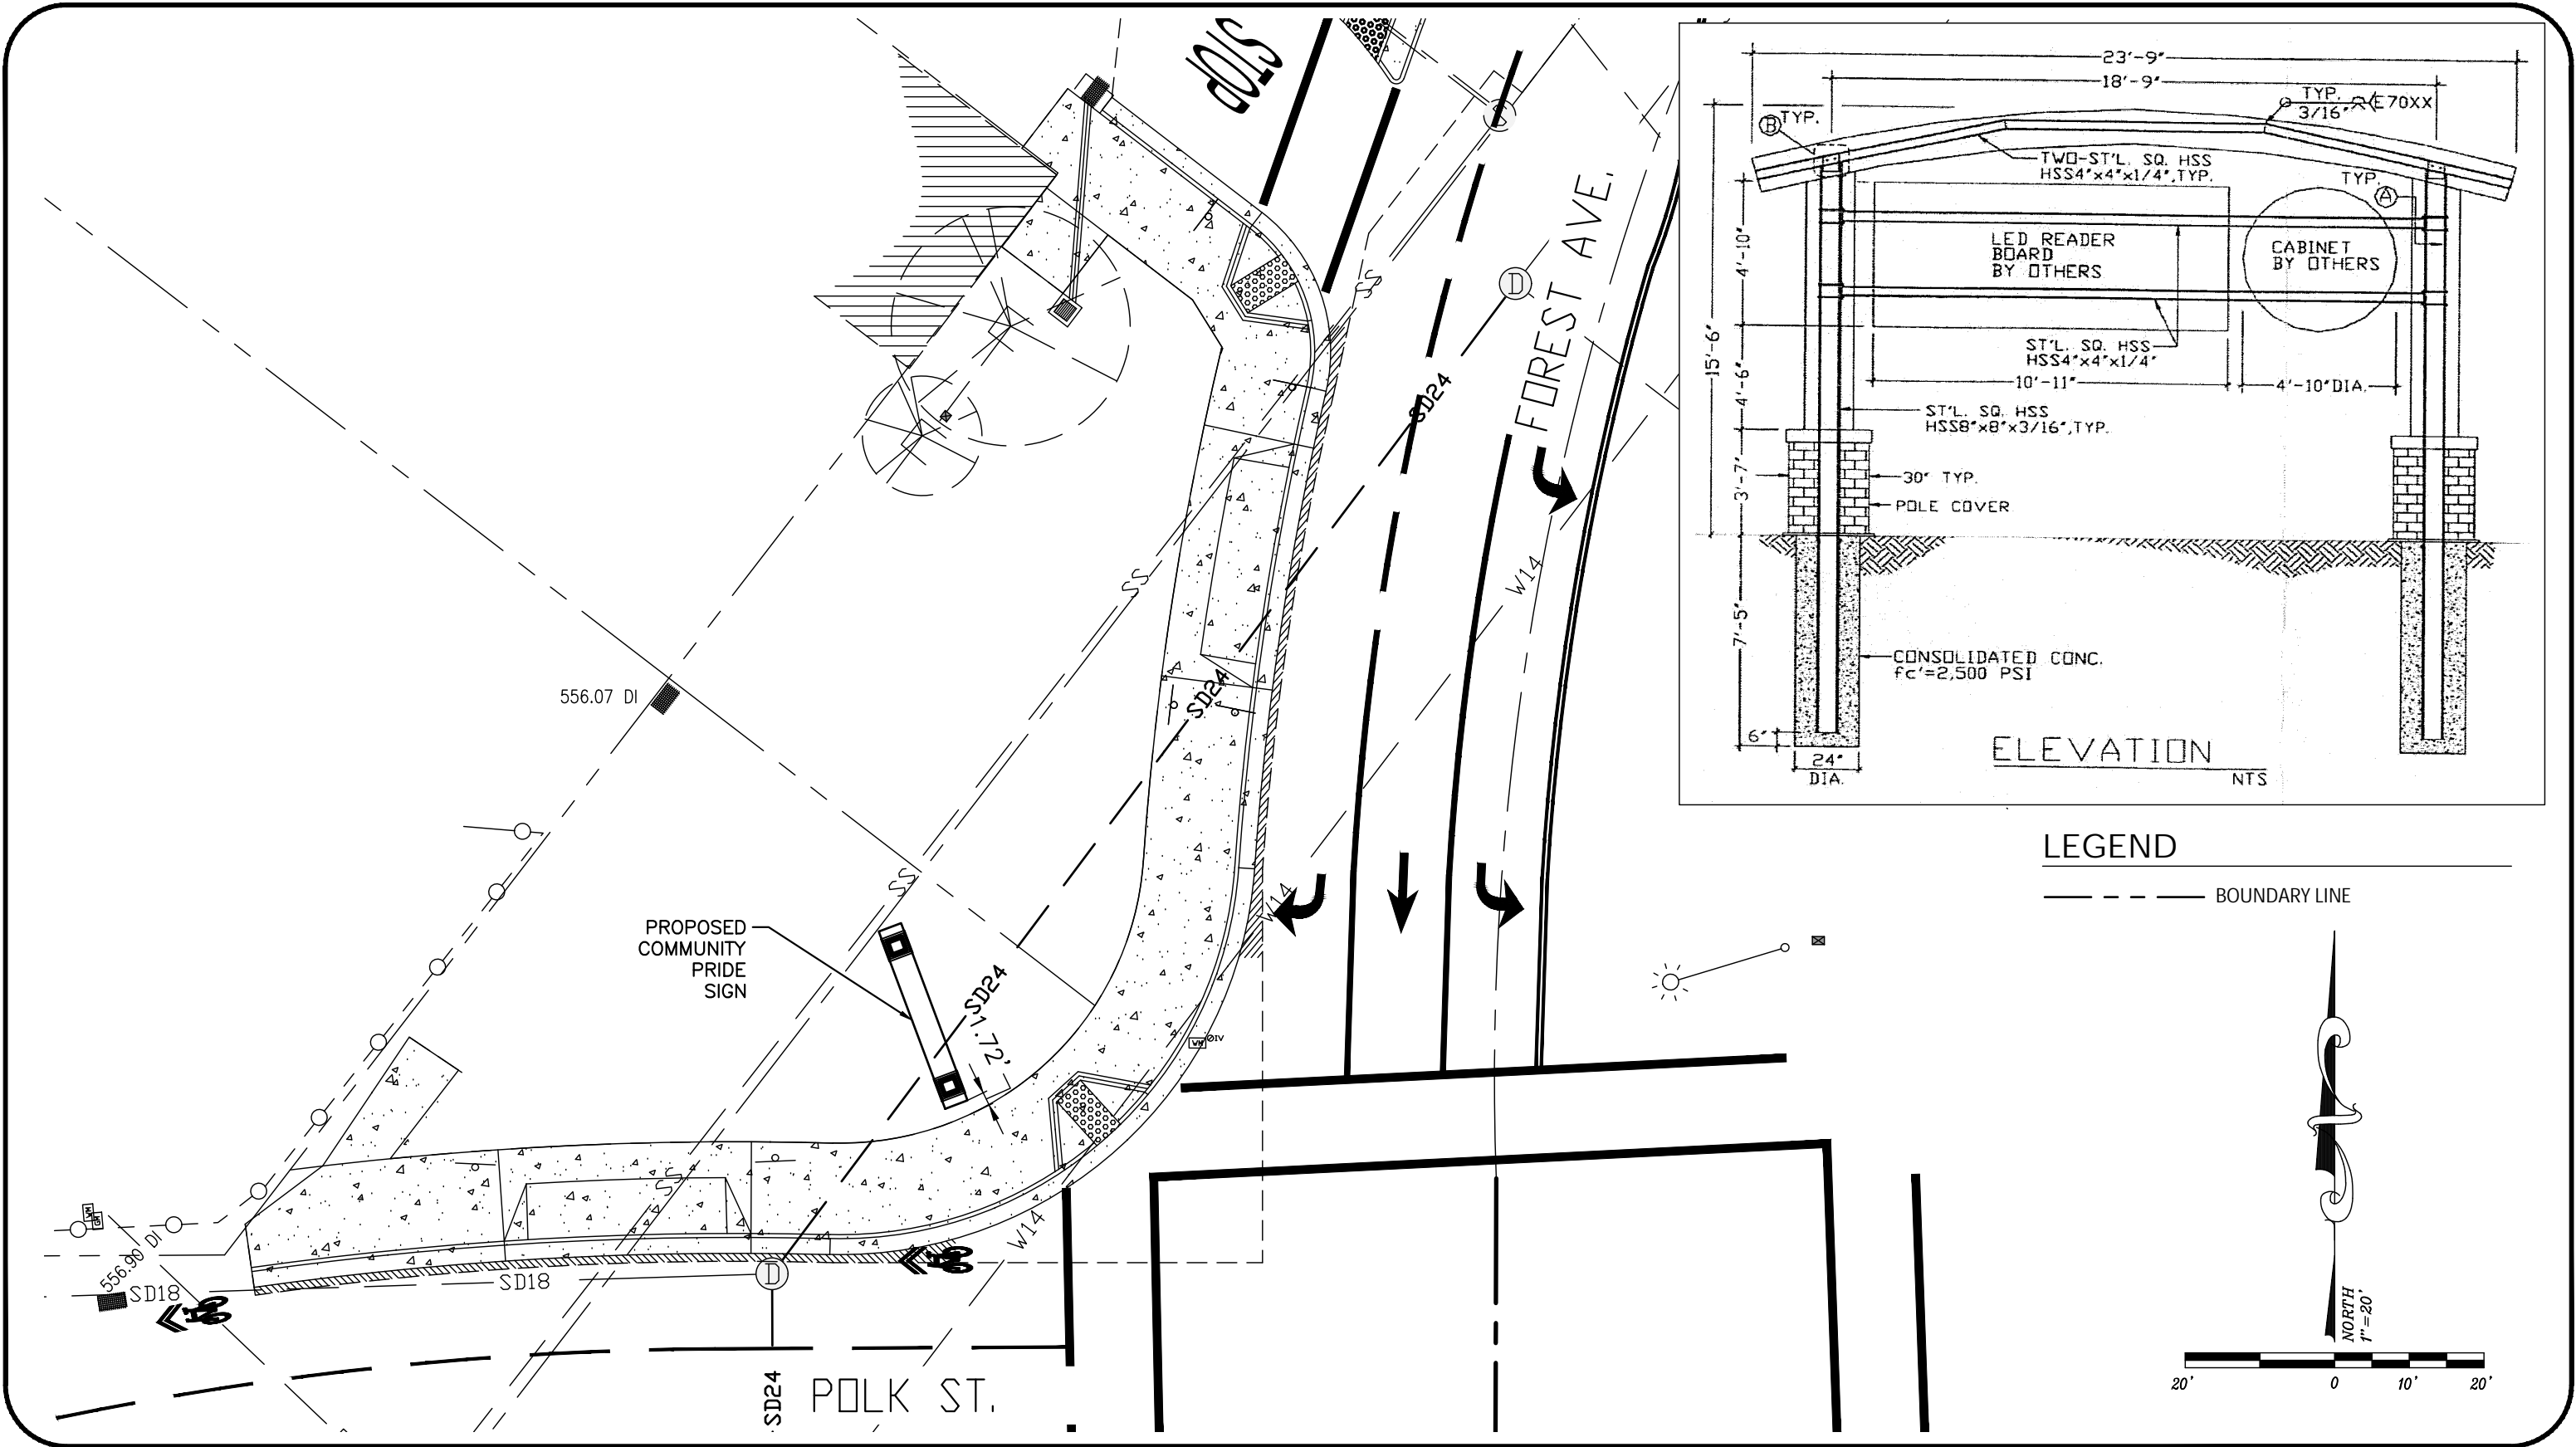 STOP
23'-9"
18'-9"
TYP.
3/16"
E70XX
B
TYP.
TWO-ST'L. SQ. HSS
HSS4"x4"x1/4",TYP.
TYP.
A
LED READER
BOARD
BY OTHERS
CABINET
BY OTHERS
4'-10"
15'-6"
ST'L. SQ. HSS
HSS4"x4"x1/4"
10'-11"
4'-10"DIA.
4'-6"
ST'L. SQ. HSS
HSS8"x8"x3/16",TYP.
3'-7"
30" TYP.
POLE COVER
7'-5"
CONSOLIDATED CONC.
fc'=2,500 PSI
6"
24"
DIA.
ELEVATION
NTS
FOREST AVE.
D
SS
SD24
W14
SS
556.07 DI
SD24
SS
W14
LEGEND
BOUNDARY LINE
PROPOSED
COMMUNITY
PRIDE
SIGN
SD24
1.72'
WM
OIV
SS
W14
556.90 DI
SD18
SD18
D
SD24
POLK ST.
NORTH
1"=20'
20'
0
10'
20'